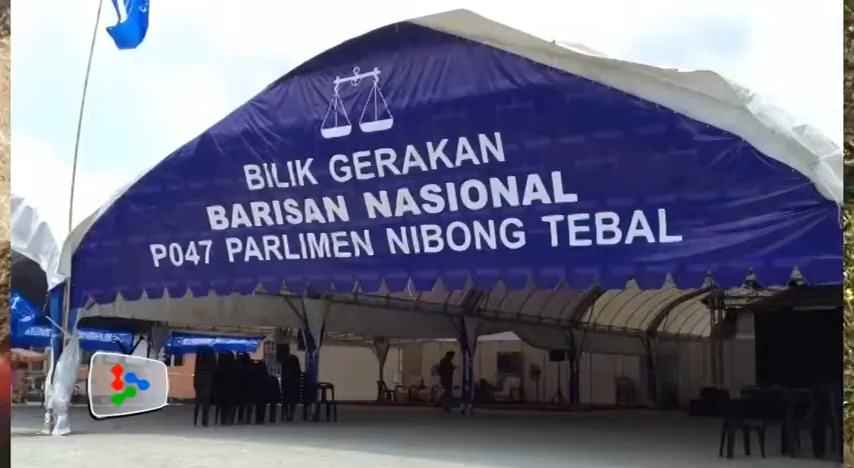 BILIK GERAKAN
BARISAN NASIONAL
P047 PARLIMEN NIBONG TEBAL